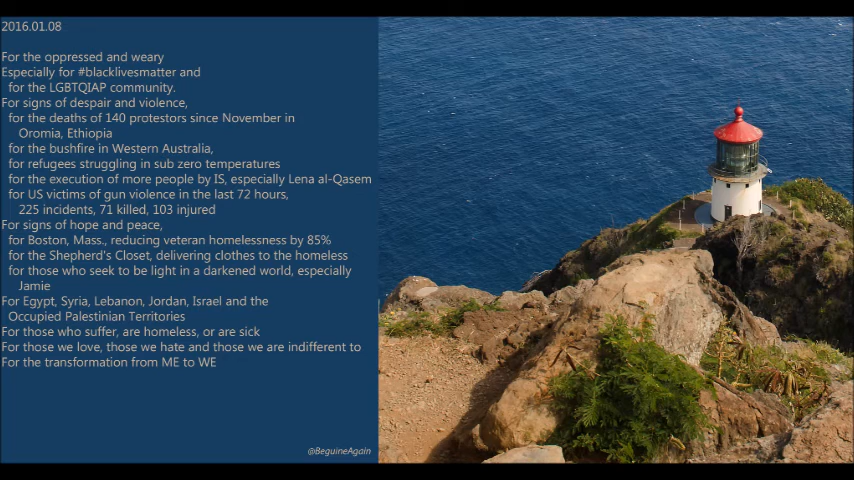 2016.01.08
For the oppressed and weary
Especially for #blacklivesmatter and
for the LGBTQIAP community.
For signs of despair and violence,
for the deaths of 140 protestors since November in
Oromia, Ethiopia
for the bushfire in Western Australia,
for refugees struggling in sub zero temperatures
for the execution of more people by IS, especially Lena al-Qasem
for US victims of gun violence in the last 72 hours,
225 incidents, 71 killed, 103 injured
For signs of hope and peace,
for Boston, Mass., reducing veteran homelessness by 85%
for the Shepherd's Closet, delivering clothes to the homeless
for those who seek to be light in a darkened world, especially
Jamie
For Egypt, Syria, Lebanon, Jordan, Israel and the
Occupied Palestinian Territories
For those who suffer, are homeless, or are sick
For those we love, those we hate and those we are indifferent to
For the transformation from ME to WE
@BeguineAgain